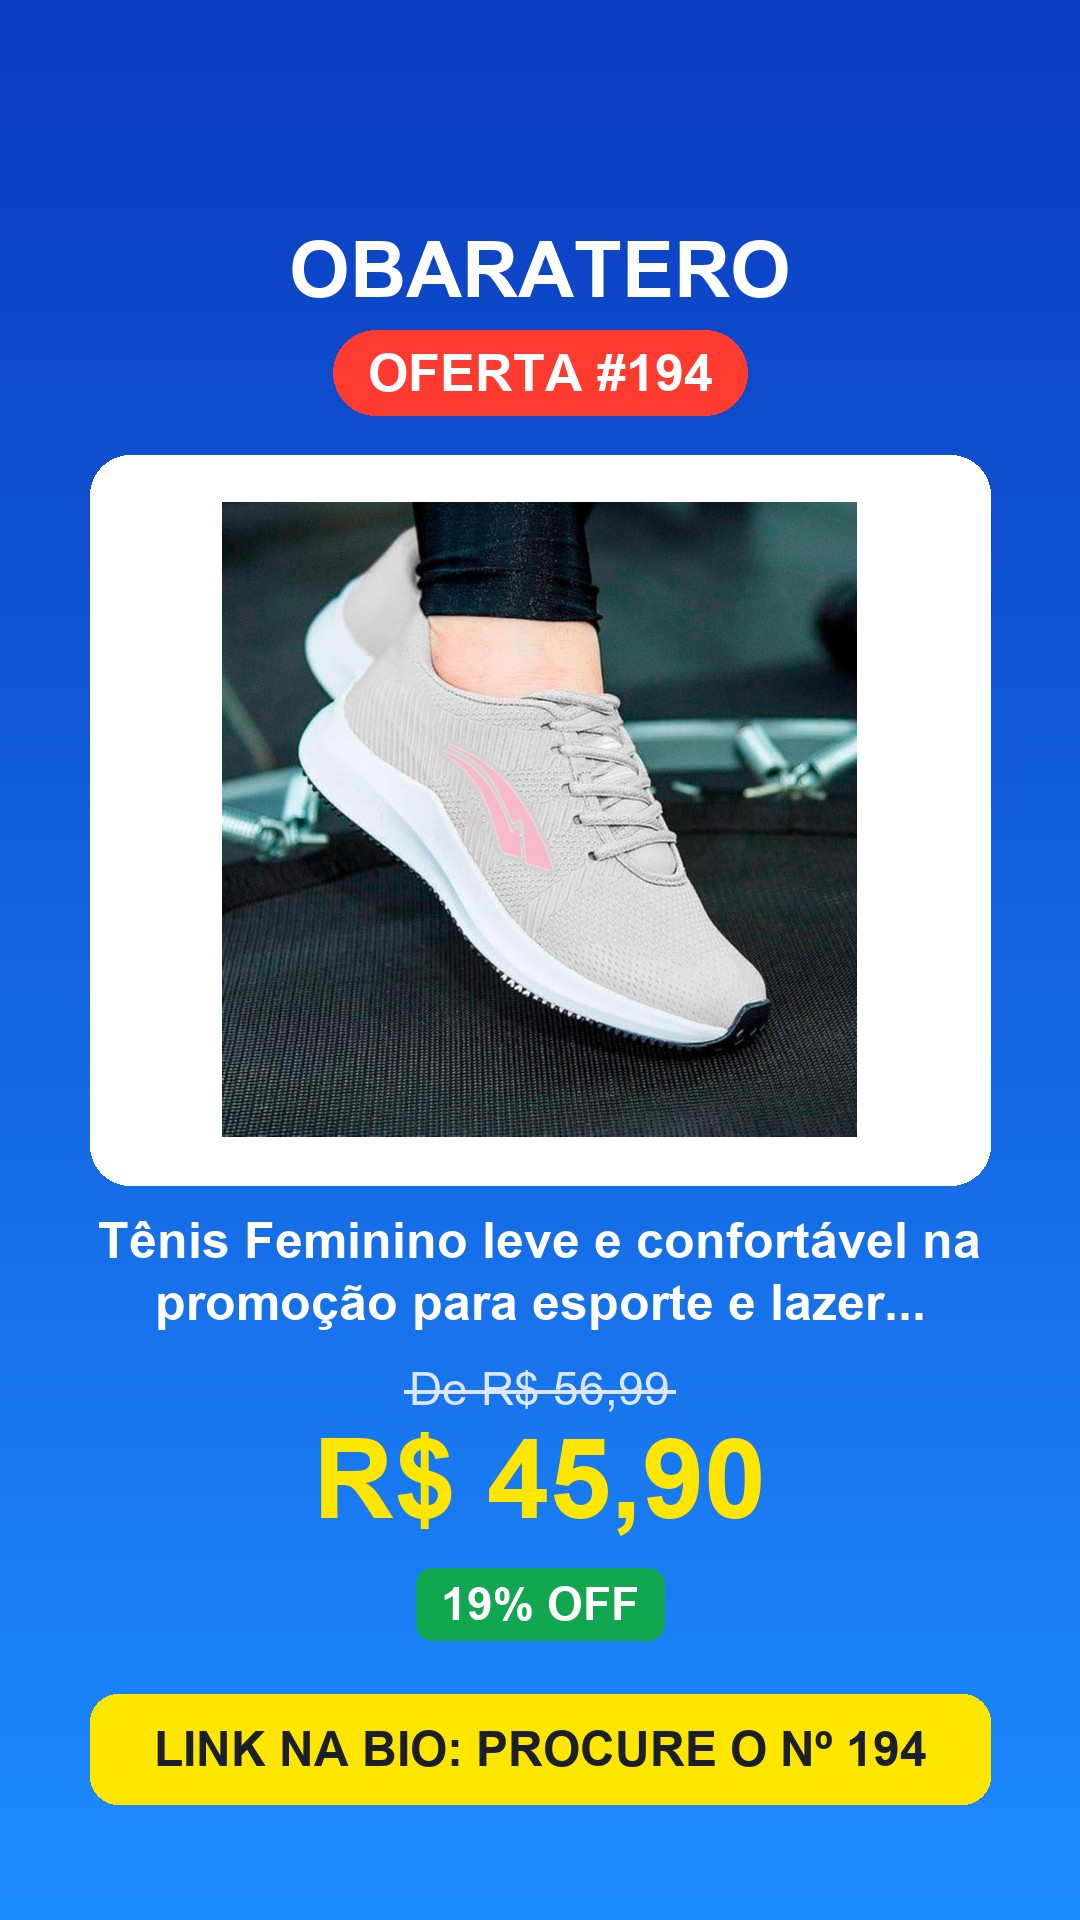 OBARATERO
OFERTA #194
Tênis Feminino leve e confortável na
promoção para esporte e lazer...
De R$ 56,99
R$ 45,90
19% OFF
LINK NA BIO: PROCURE O Nº 194